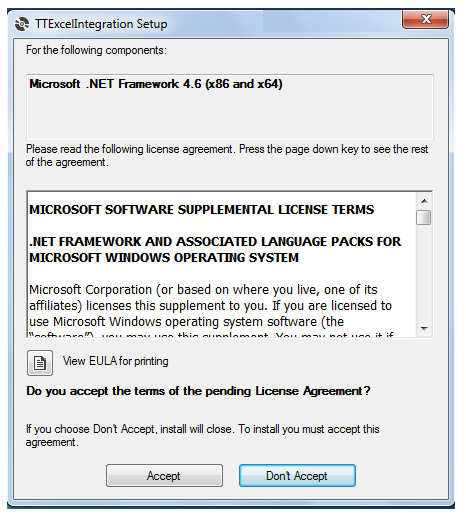 TTExcelIntegration Setup
For the following components:
Microsoft .NET Framework 4.6 (x86 and x64)
Please read the following license agreement. Press the page down key to see the rest
of the agreement.
MICROSOFT SOFTWARE SUPPLEMENTAL LICENSE TERMS
.NET FRAMEWORK AND ASSOCIATED LANGUAGE PACKS FOR
MICROSOFT WINDOWS OPERATING SYSTEM
Microsoft Corporation (or based on where you live, one of its
affiliates) licenses this supplement to you. If you are licensed to
use Microsoft Windows operating system software (the
“software”), you may use this supplement. You may not use it if
View EULA for printing
Do you accept the terms of the pending License Agreement?
If you choose Don't Accept, install will close. To install you must accept this
agreement.
Accept
Don't Accept